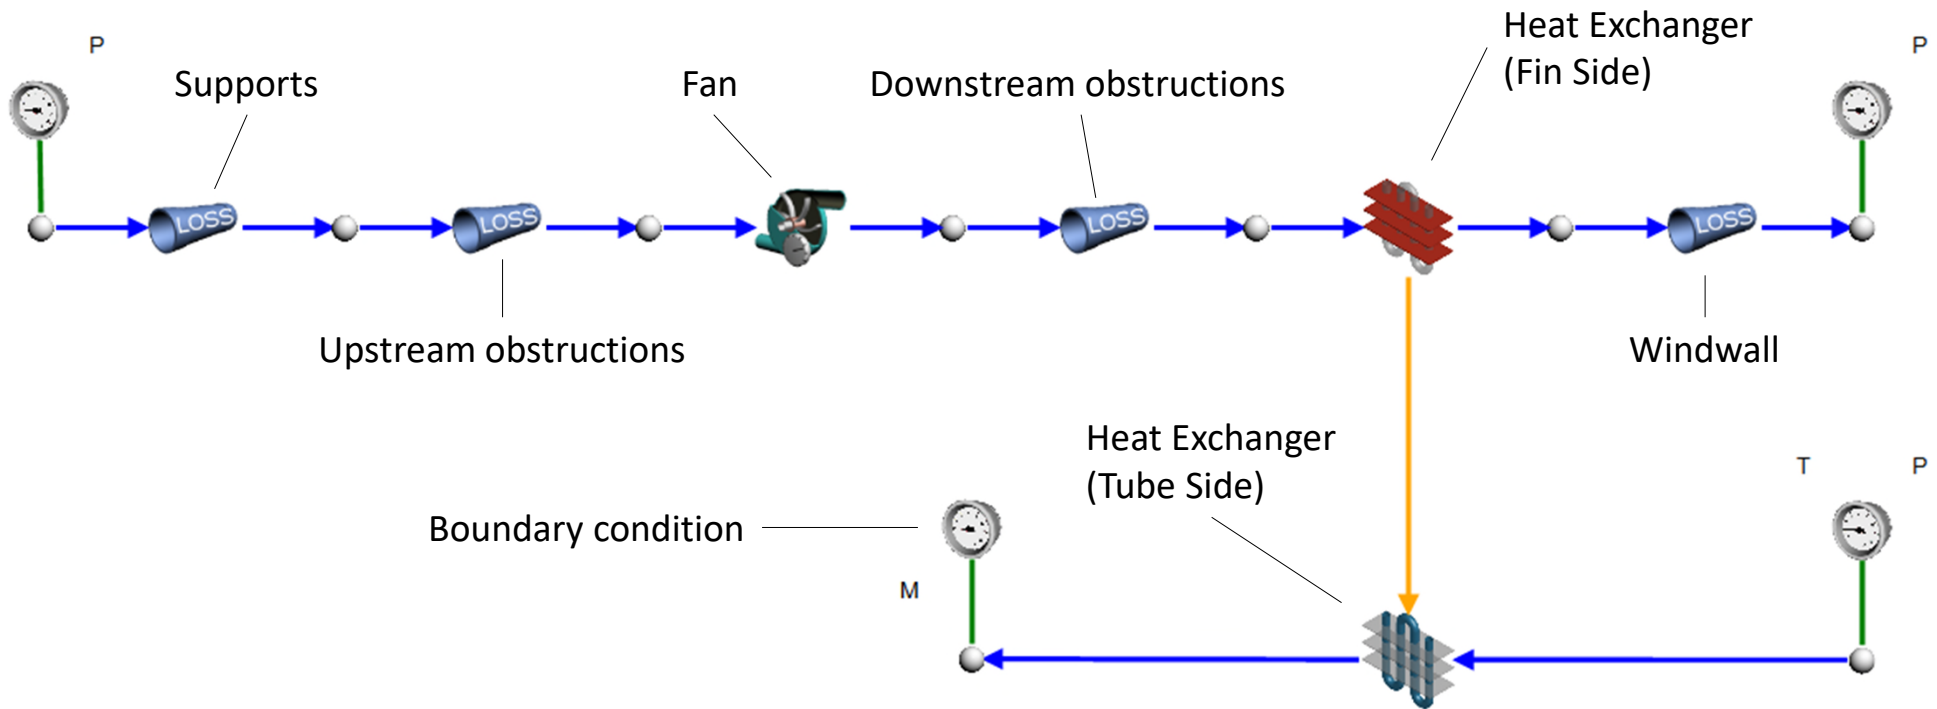 P
Supports
Fan
Downstream obstructions
Heat Exchanger
(Fin Side)
P
LOSS
LOSS
LOSS
LOSS
Upstream obstructions
Windwall
Heat Exchanger
(Tube Side)
T
P
Boundary condition
M